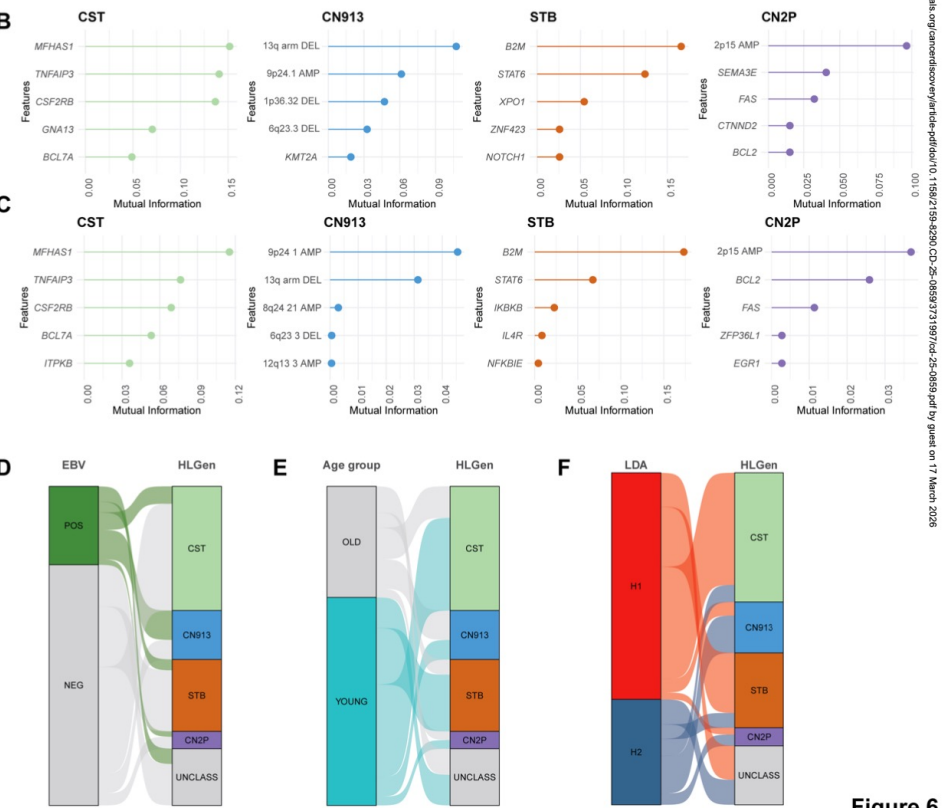 B
CST
Features
MFHAS1
TNFAIP3
CSF2RB
GNA13
BCL7A
0.00
0.05
0.10
0.15
Mutual Information
CN913
Features
13q arm DEL
9p24.1 AMP
1p36.32 DEL
6q23.3 DEL
KMT2A
0.00
0.03
0.06
0.09
Mutual Information
STB
Features
B2M
STAT6
XPO1
ZNF423
NOTCH1
0.00
0.05
0.10
0.15
Mutual Information
CN2P
Features
2p15 AMP
SEMA3E
FAS
CTNND2
BCL2
0.000
0.025
0.050
0.075
0.100
Mutual Information
C
CST
Features
MFHAS1
TNFAIP3
CSF2RB
BCL7A
ITPKB
0.00
0.03
0.06
0.09
0.12
Mutual Information
CN913
Features
9p24 1 AMP
13q arm DEL
8q24 21 AMP
6q23 3 DEL
12q13 3 AMP
0.00
0.01
0.02
0.03
0.04
Mutual Information
STB
Features
B2M
STAT6
IKBKB
IL4R
NFKBIE
0.00
0.05
0.10
0.15
Mutual Information
CN2P
Features
2p15 AMP
BCL2
FAS
ZFP36L1
EGR1
0.00
0.01
0.02
0.03
Mutual Information
D
EBV
HLGen
POS
NEG
CST
CN913
STB
CN2P
UNCLASS
E
Age group
HLGen
OLD
YOUNG
CST
CN913
STB
CN2P
UNCLASS
F
LDA
HLGen
H1
H2
CST
CN913
STB
CN2P
UNCLASS
als.org/cancerdiscovery/article-pdf/doi/10.1158/2159-8290.CD-25-0859/3731997/cd-25-0859.pdf by guest on 17 March 2026
Figure 6